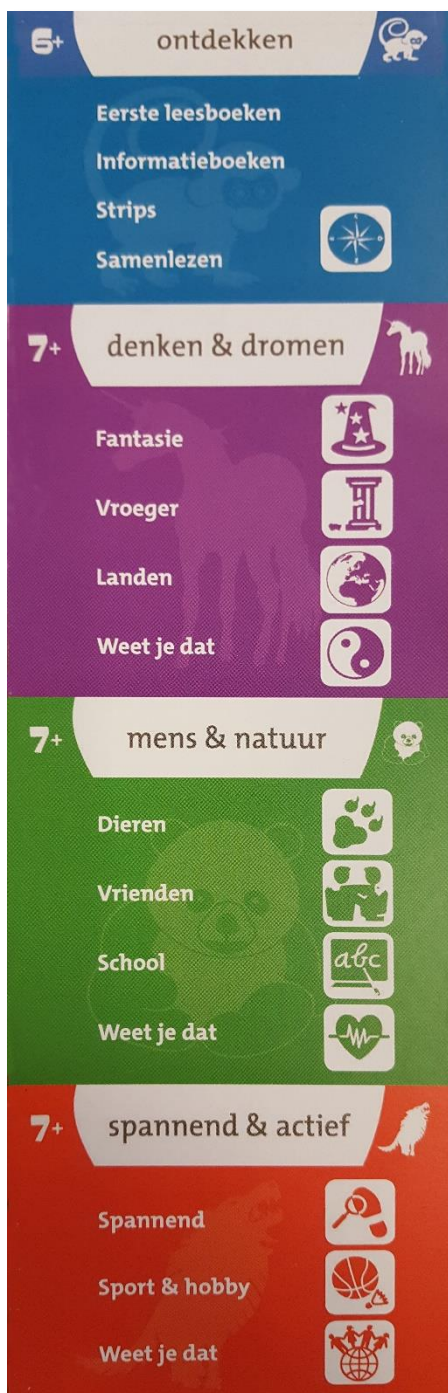 6+ ontdekken
Eerste leesboeken
Informatieboeken
Strips
Samenlezen
7+ denken & dromen
Fantasie
Vroeger
Landen
Weet je dat
7+ mens & natuur
Dieren
Vrienden
School
abc
Weet je dat
7+ spannend & actief
Spannend
Sport & hobby
Weet je dat